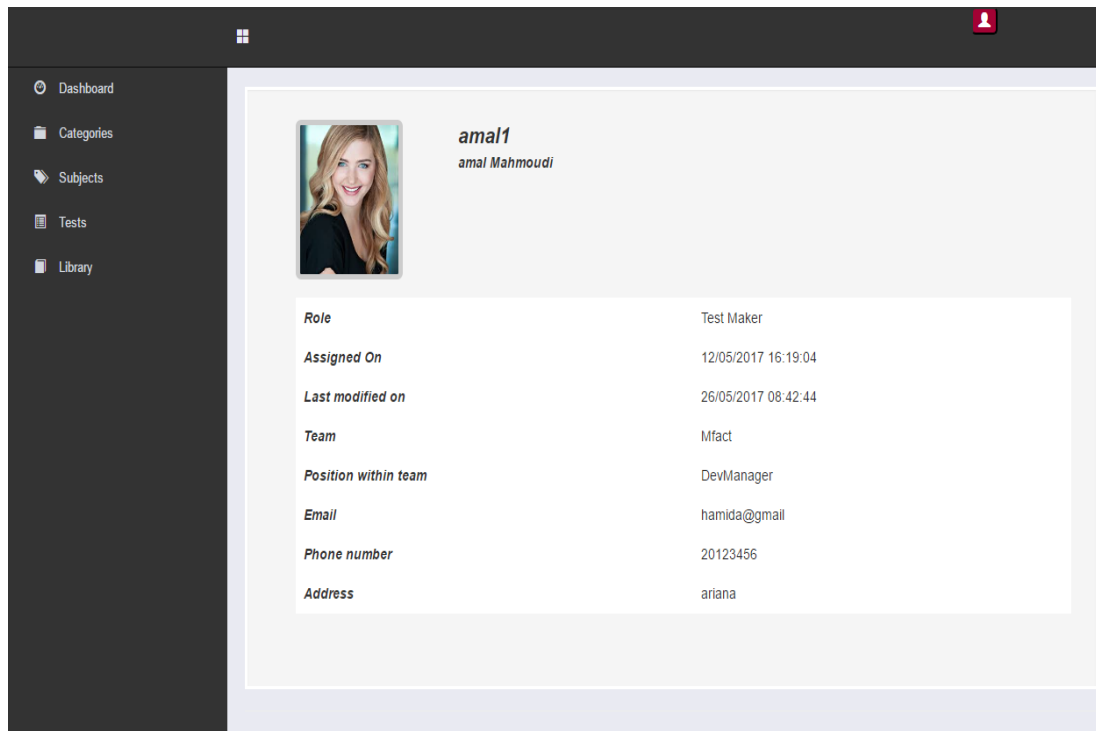 Dashboard
Categories
Subjects
Tests
Library
amal1
amal Mahmoudi
Role Test Maker
Assigned On 12/05/2017 16:19:04
Last modified on 26/05/2017 08:42:44
Team Mfact
Position within team DevManager
Email hamida@gmail
Phone number 20123456
Address ariana